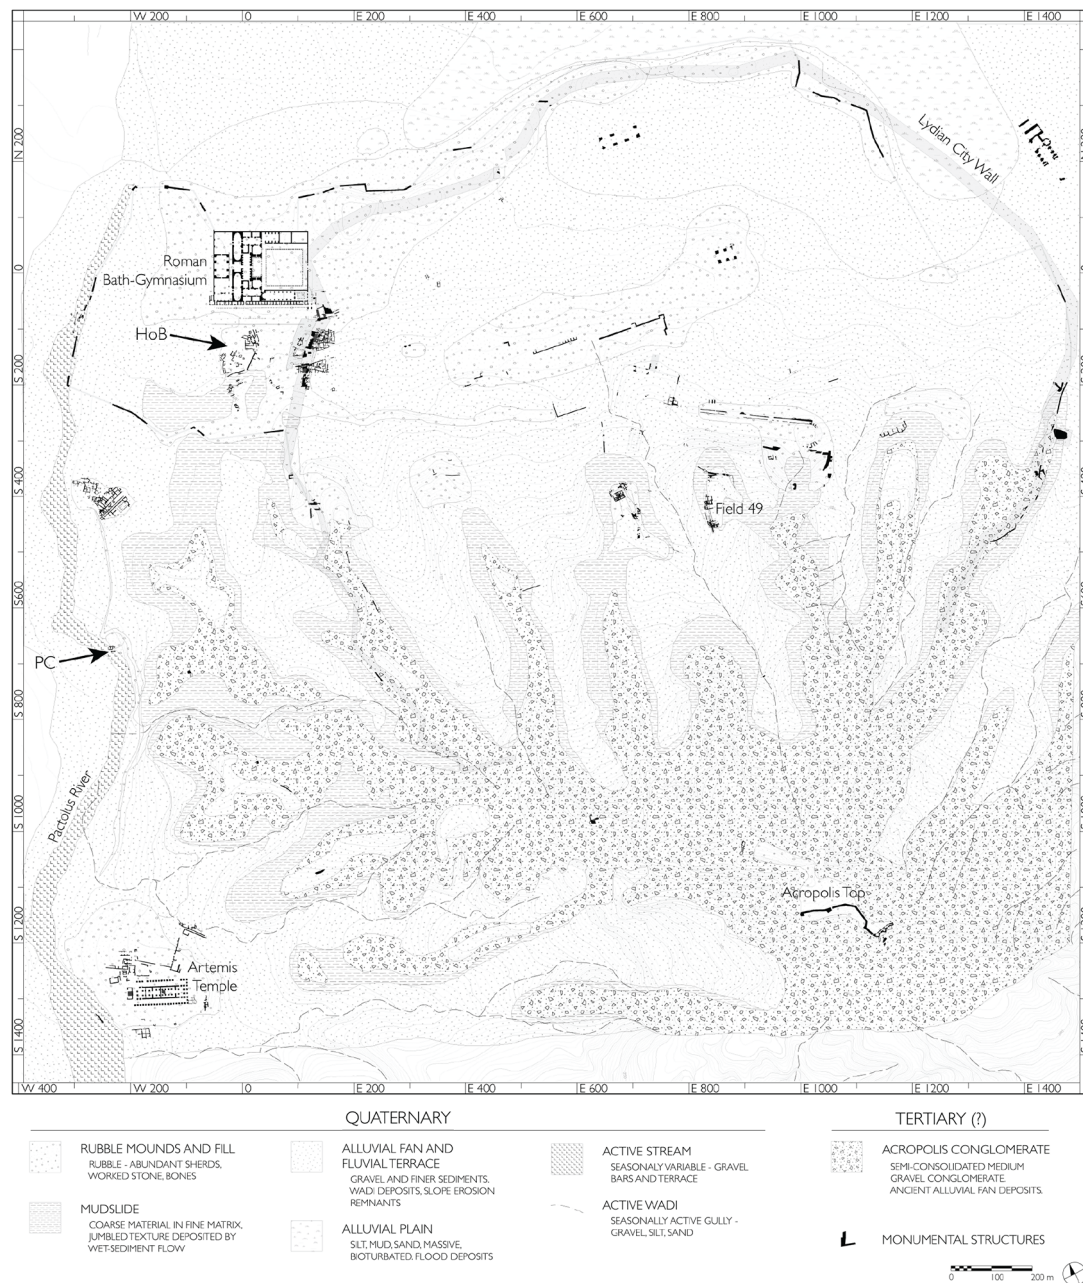 W 200
0
E 200
E 400
E 600
E 800
E 1000
E 1200
E 1400
N 200
Lydian City Wall
0
Roman
Bath-Gymnasium
HoB
S 200
S 400
Field 49
S 600
PC
S 800
Pactolus River
S 1000
Acropolis Top
S 1200
Artemis
Temple
S 1400
W 400
W 200
0
E 200
E 400
E 600
E 800
E 1000
E 1200
E 1400
QUATERNARY
RUBBLE MOUNDS AND FILL
RUBBLE - ABUNDANT SHERDS,
WORKED STONE, BONES
MUDSLIDE
COARSE MATERIAL IN FINE MATRIX,
JUMBLED TEXTURE DEPOSITED BY
WET-SEDIMENT FLOW
ALLUVIAL FAN AND
FLUVIAL TERRACE
GRAVEL AND FINER SEDIMENTS.
WADI DEPOSITS, SLOPE EROSION
REMNANTS
ALLUVIAL PLAIN
SILT, MUD, SAND, MASSIVE,
BIOTURBATED. FLOOD DEPOSITS
ACTIVE STREAM
SEASONALY VARIABLE - GRAVEL
BARS AND TERRACE
ACTIVE WADI
SEASONALLY ACTIVE GULLY -
GRAVEL, SILT, SAND
TERTIARY (?)
ACROPOLIS CONGLOMERATE
SEMI-CONSOLIDATED MEDIUM
GRAVEL CONGLOMERATE.
ANCIENT ALLUVIAL FAN DEPOSITS.
MONUMENTAL STRUCTURES
0 100 200 m